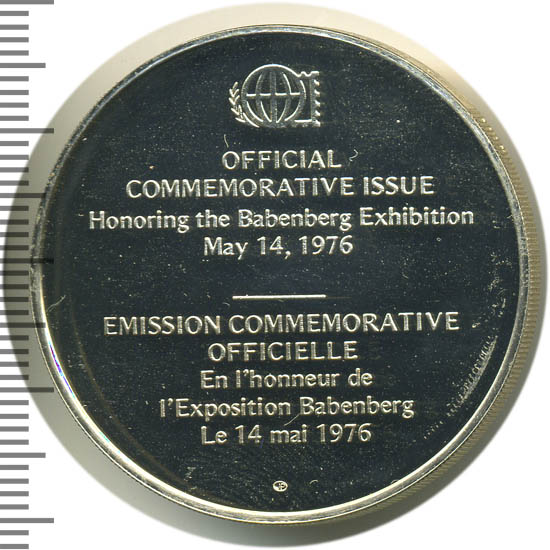 OFFICIAL
COMMEMORATIVE ISSUE
Honoring the Babenberg Exhibition
May 14, 1976
EMISSION COMMEMORATIVE
OFFICIELLE
En l'honneur de
l'Exposition Babenberg
Le 14 mai 1976